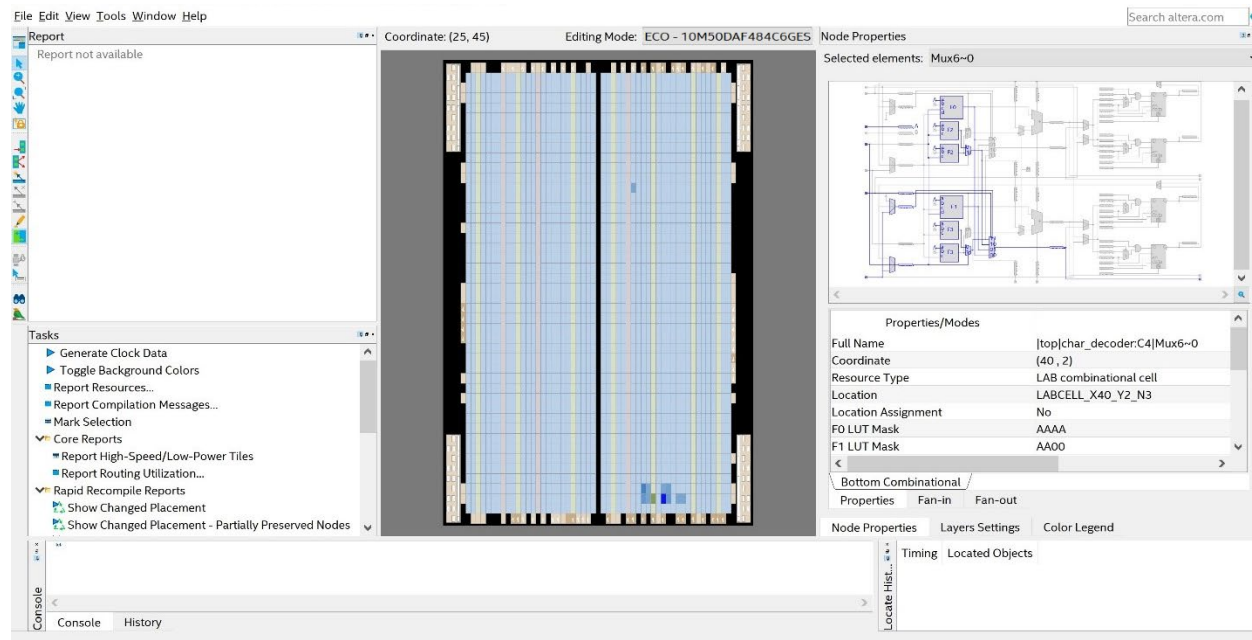 File Edit View Tools Window Help
Search altera.com
Report
Report not available
Coordinate: (25, 45)
Editing Mode: ECO - 10M50DAF484C6GES
Node Properties
Selected elements: Mux6~0
Tasks
Generate Clock Data
Toggle Background Colors
Report Resources...
Report Compilation Messages...
Mark Selection
Core Reports
Report High-Speed/Low-Power Tiles
Report Routing Utilization...
Rapid Recompile Reports
Show Changed Placement
Show Changed Placement - Partially Preserved Nodes
Properties/Modes
Full Name |top|char_decoder:C4|Mux6~0
Coordinate (40 , 2)
Resource Type LAB combinational cell
Location LABCELL_X40_Y2_N3
Location Assignment No
F0 LUT Mask AAAA
F1 LUT Mask AA00
Bottom Combinational
Properties Fan-in Fan-out
Node Properties Layers Settings Color Legend
Console
Console History
Locate Hist...
Timing Located Objects